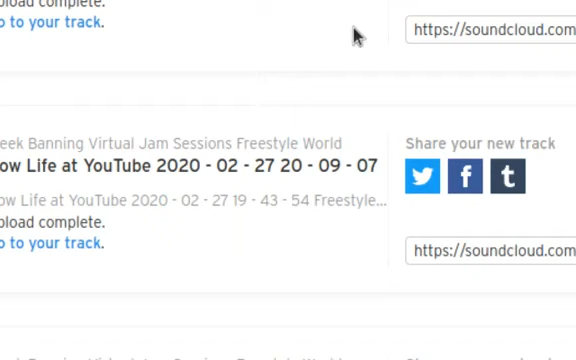 pload complete.
o to your track.
https://soundcloud.com
eek Banning Virtual Jam Sessions Freestyle World
ow Life at YouTube 2020 - 02 - 27 20 - 09 - 07
ow Life at YouTube 2020 - 02 - 27 19 - 43 - 54 Freestyle...
pload complete.
o to your track.
Share your new track
https://soundcloud.com